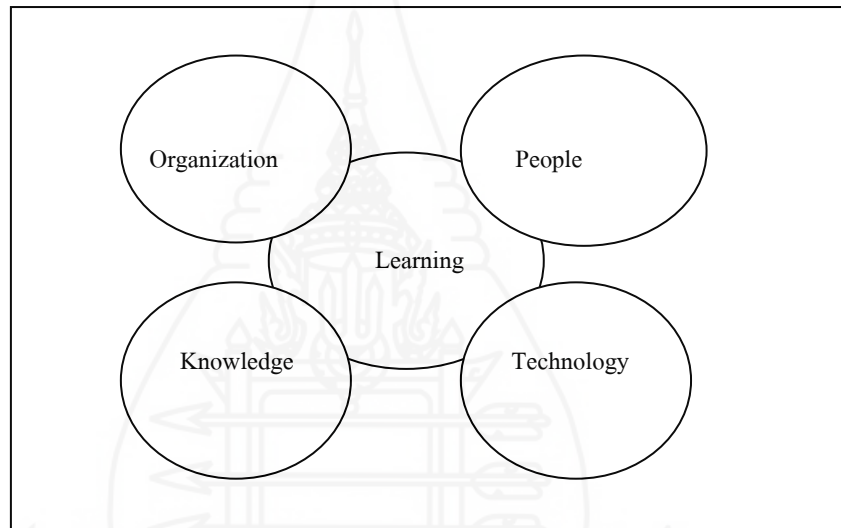 Organization
People
Learning
Knowledge
Technology